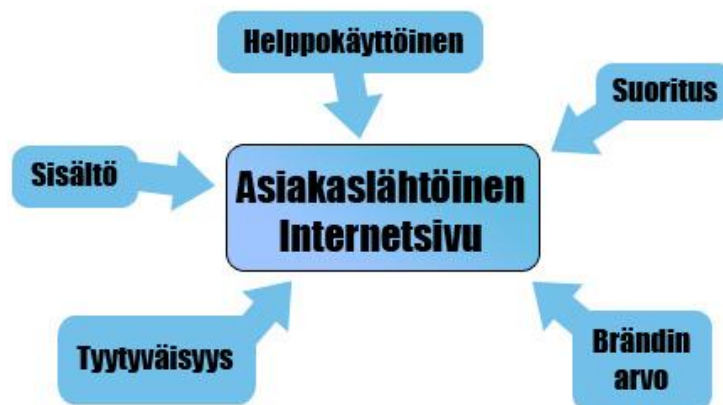 Helppokäyttöinen
Suoritus
Sisältö
Asiakaslähtöinen
Internetsivu
Tyytyväisyys
Brändin
arvo